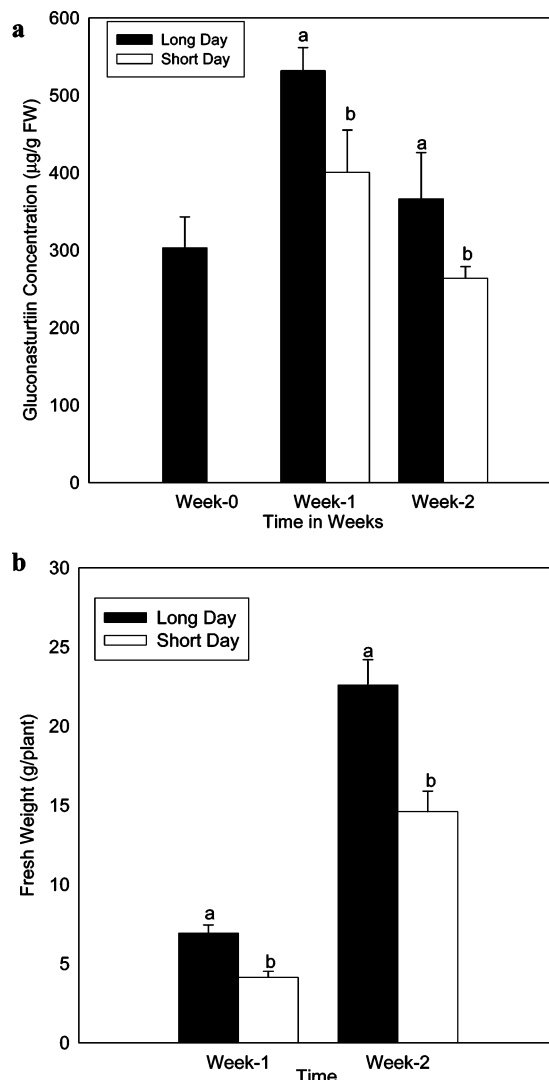 a
600
500
400
300
200
100
0
Gluconasturtiin Concentration (µg/g FW)
Long Day
Short Day
a
b
a
b
Week-0 Week-1 Week-2
Time in Weeks
b
30
25
20
15
10
5
0
Fresh Weight (g/plant)
Long Day
Short Day
a
b
a
b
Week-1 Week-2
Time